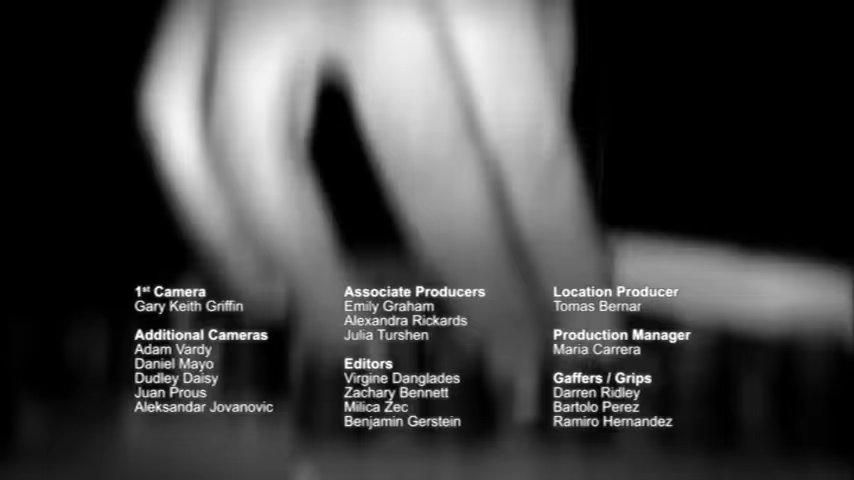 1st Camera
Gary Keith Griffin
Additional Cameras
Adam Vardy
Daniel Mayo
Dudley Daisy
Juan Prous
Aleksandar Jovanovic
Associate Producers
Emily Graham
Alexandra Rickards
Julia Turshen
Editors
Virgine Danglades
Zachary Bennett
Milica Zec
Benjamin Gerstein
Location Producer
Tomas Bernar
Production Manager
Maria Carrera
Gaffers / Grips
Darren Ridley
Bartolo Perez
Ramiro Hernandez